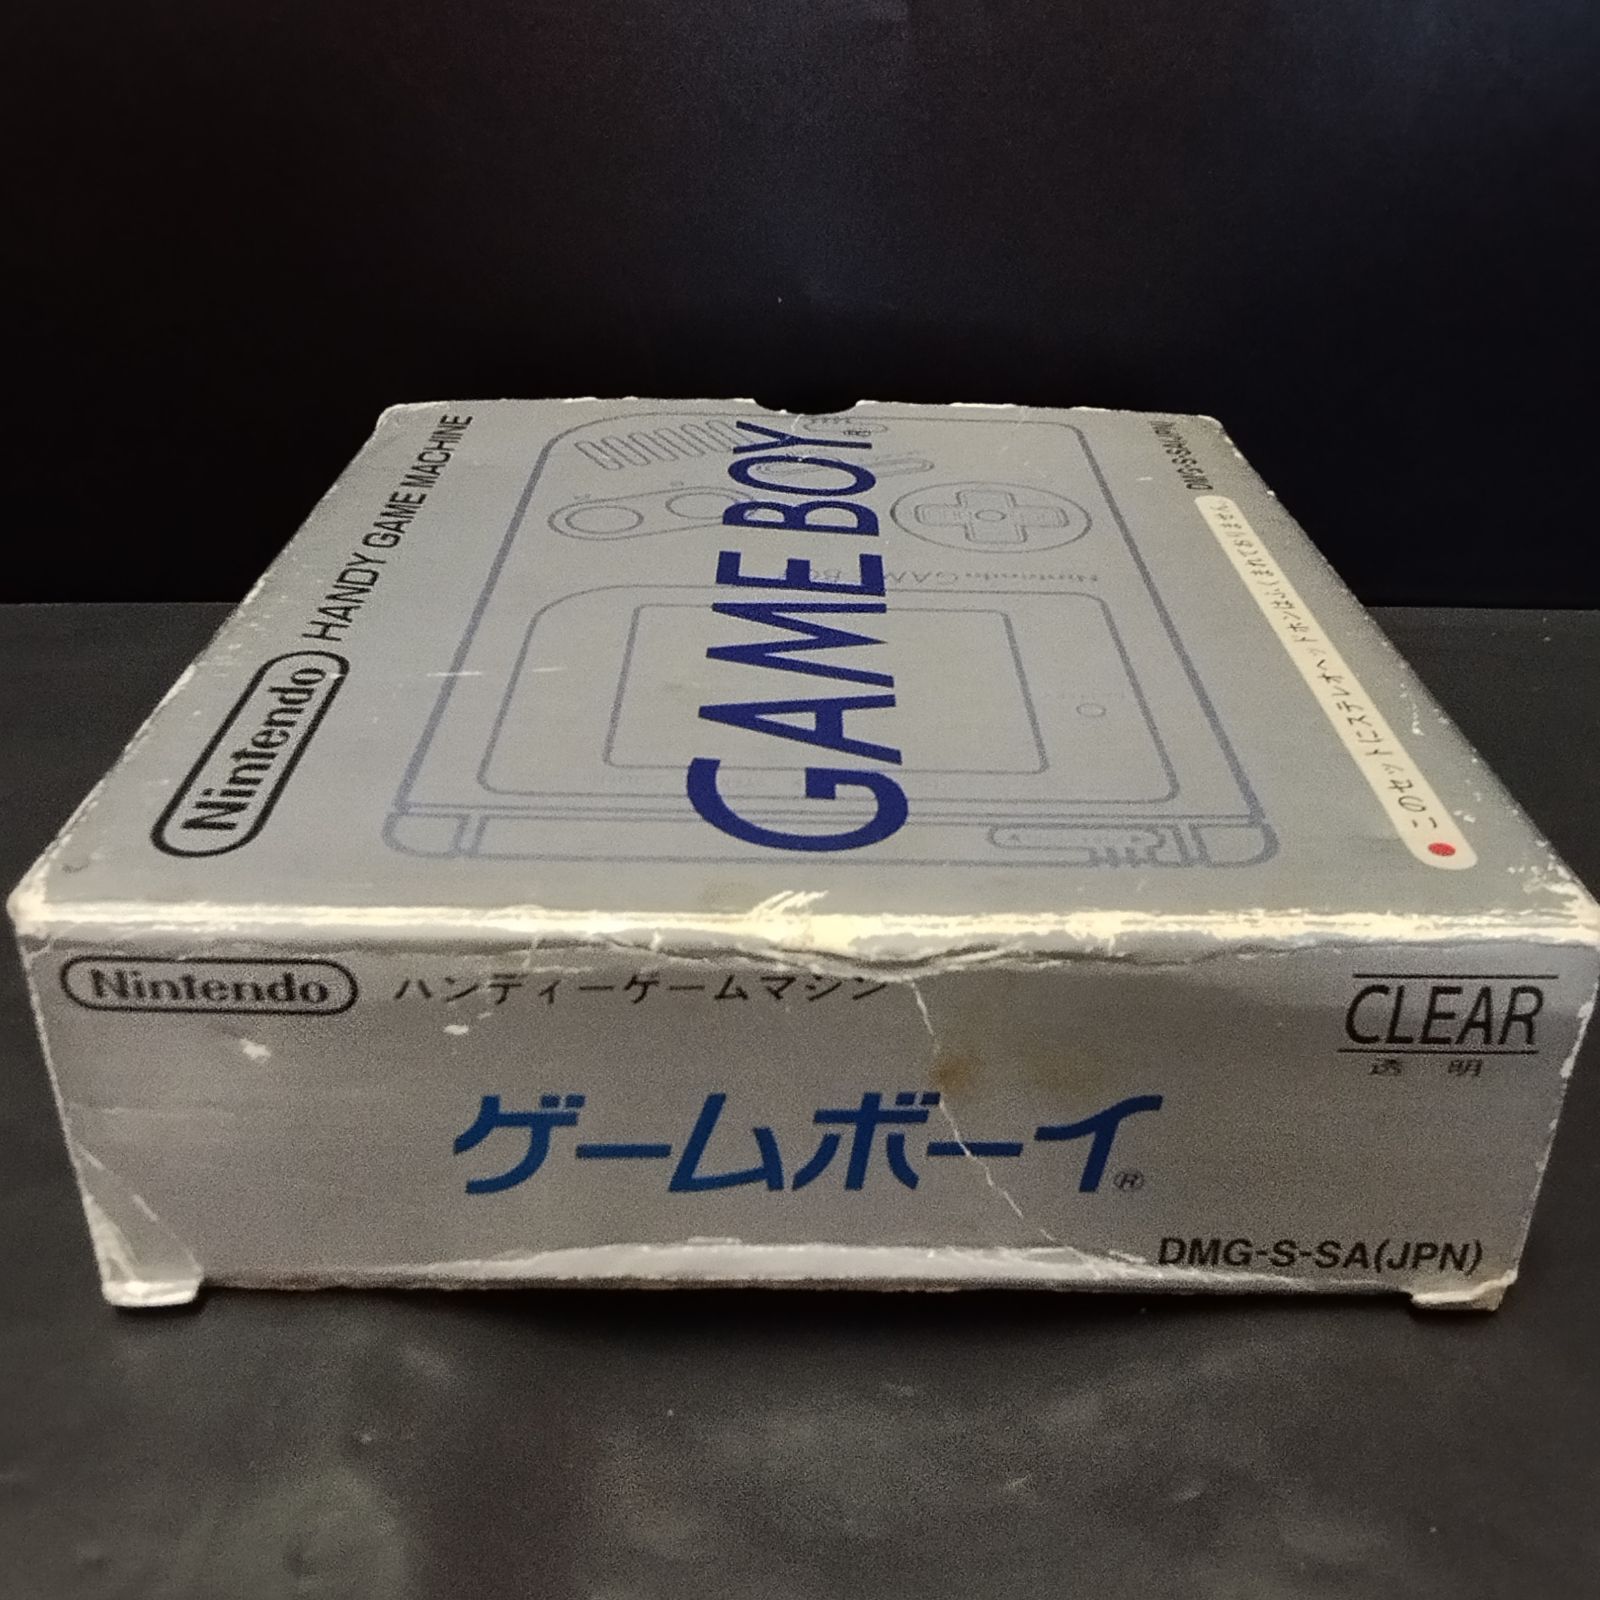 Nintendo HANDY GAME MACHINE
GAME BOY®
DMG-S-SA(JPN)
●このセットにステレオヘッドホンはふくまれておりません
Nintendo GAME BOY
Nintendo ハンディーゲームマシン
CLEAR
透明
ゲームボーイ®
DMG-S-SA(JPN)